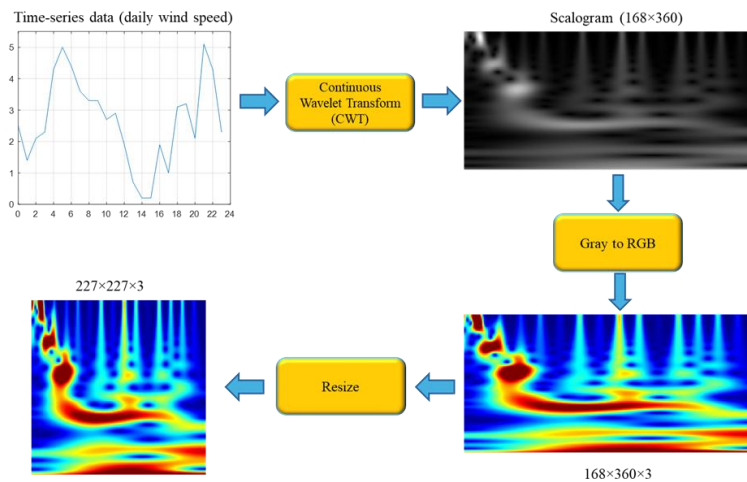 Time-series data (daily wind speed)
5
4
3
2
1
0
0 2 4 6 8 10 12 14 16 18 20 22 24
Continuous
Wavelet Transform
(CWT)
Scalogram (168×360)
Gray to RGB
168×360×3
Resize
227×227×3